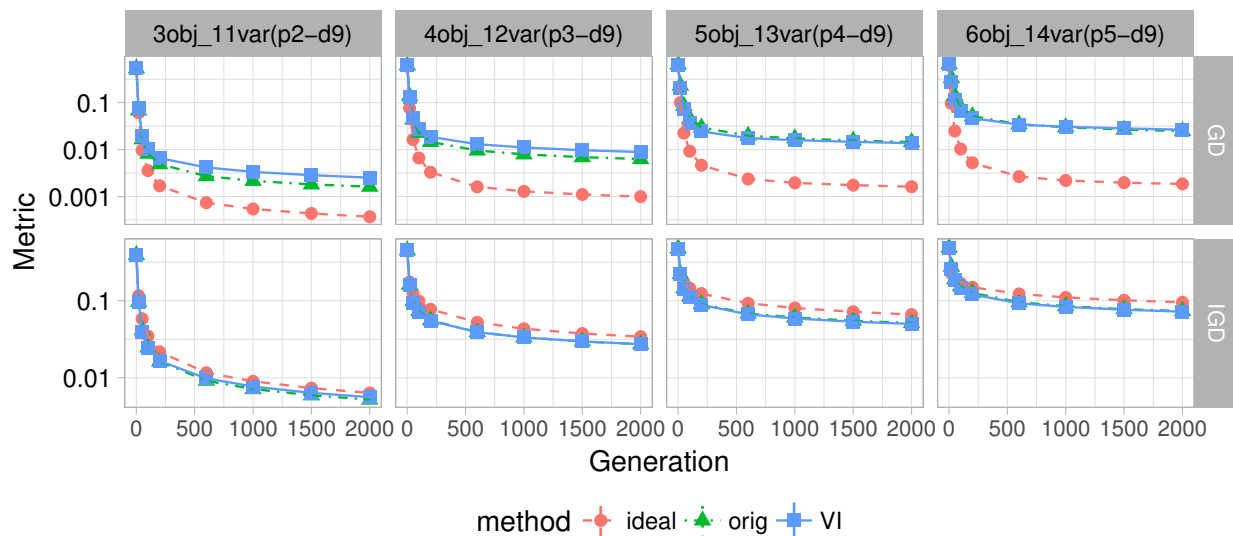 3obj_11var(p2−d9) 4obj_12var(p3−d9) 5obj_13var(p4−d9) 6obj_14var(p5−d9)
0.1
0.01
0.001
GD
Metric
0.1
0.01
IGD
0 500 1000 1500 2000 0 500 1000 1500 2000 0 500 1000 1500 2000 0 500 1000 1500 2000
Generation
method ideal orig VI